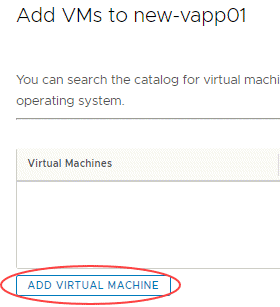 Add VMs to new-vapp01
You can search the catalog for virtual machi
operating system.
Virtual Machines
ADD VIRTUAL MACHINE